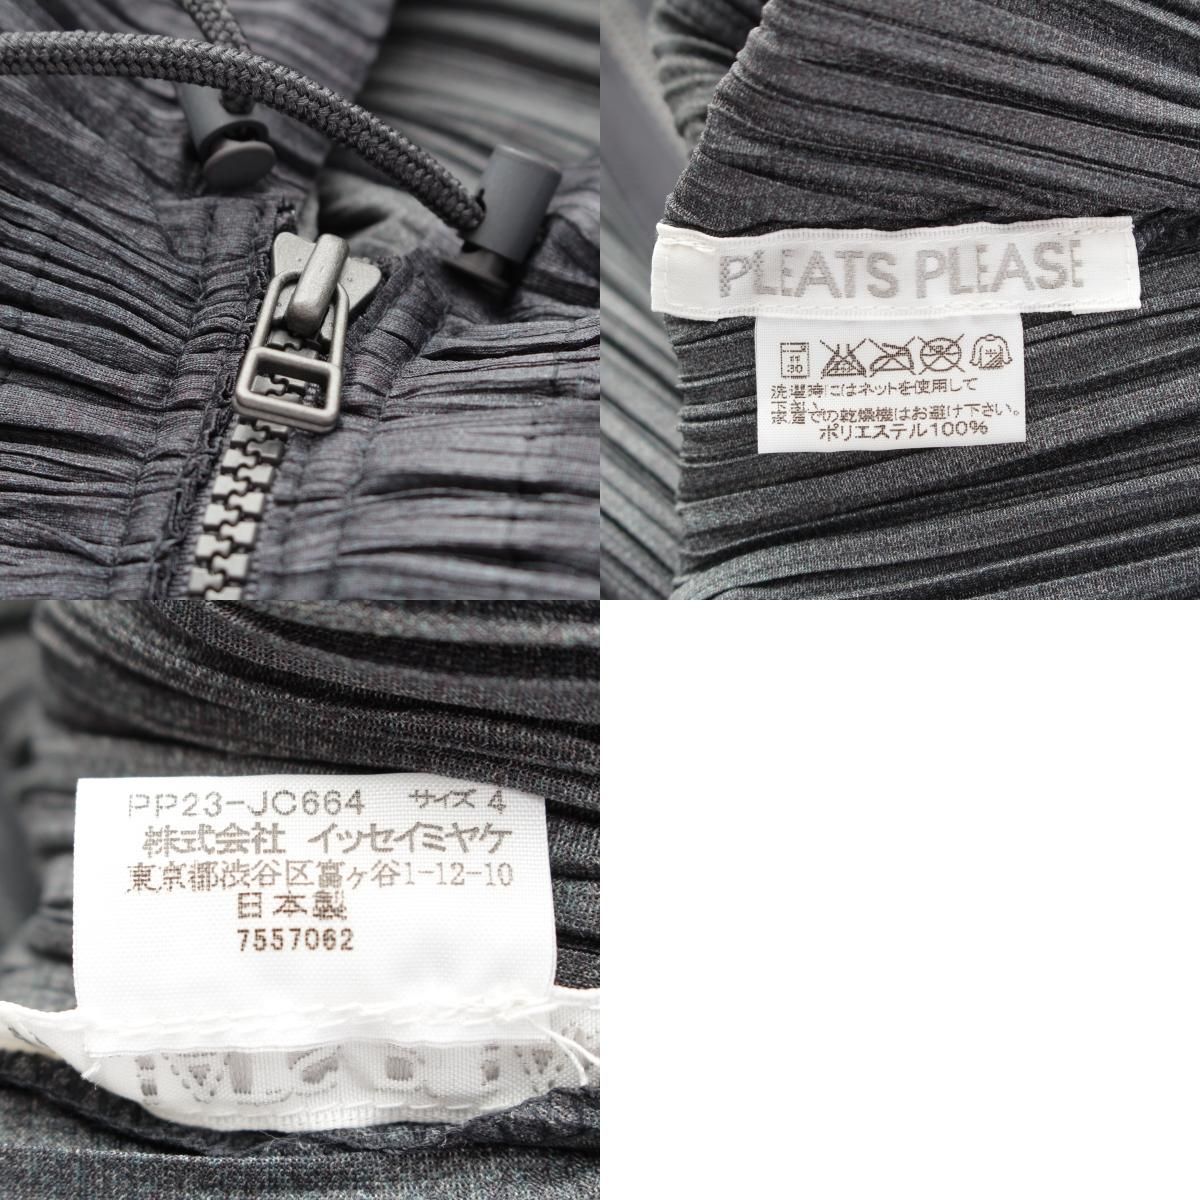 PLEATS PLEASE
11
30
洗濯時にはネットを使用して
下さい。
家庭での乾燥機はお避け下さい。
ポリエステル100%
PP23-JC664 サイズ 4
株式会社 イッセイミヤケ
東京都渋谷区富ヶ谷1-12-10
日本製
7557062